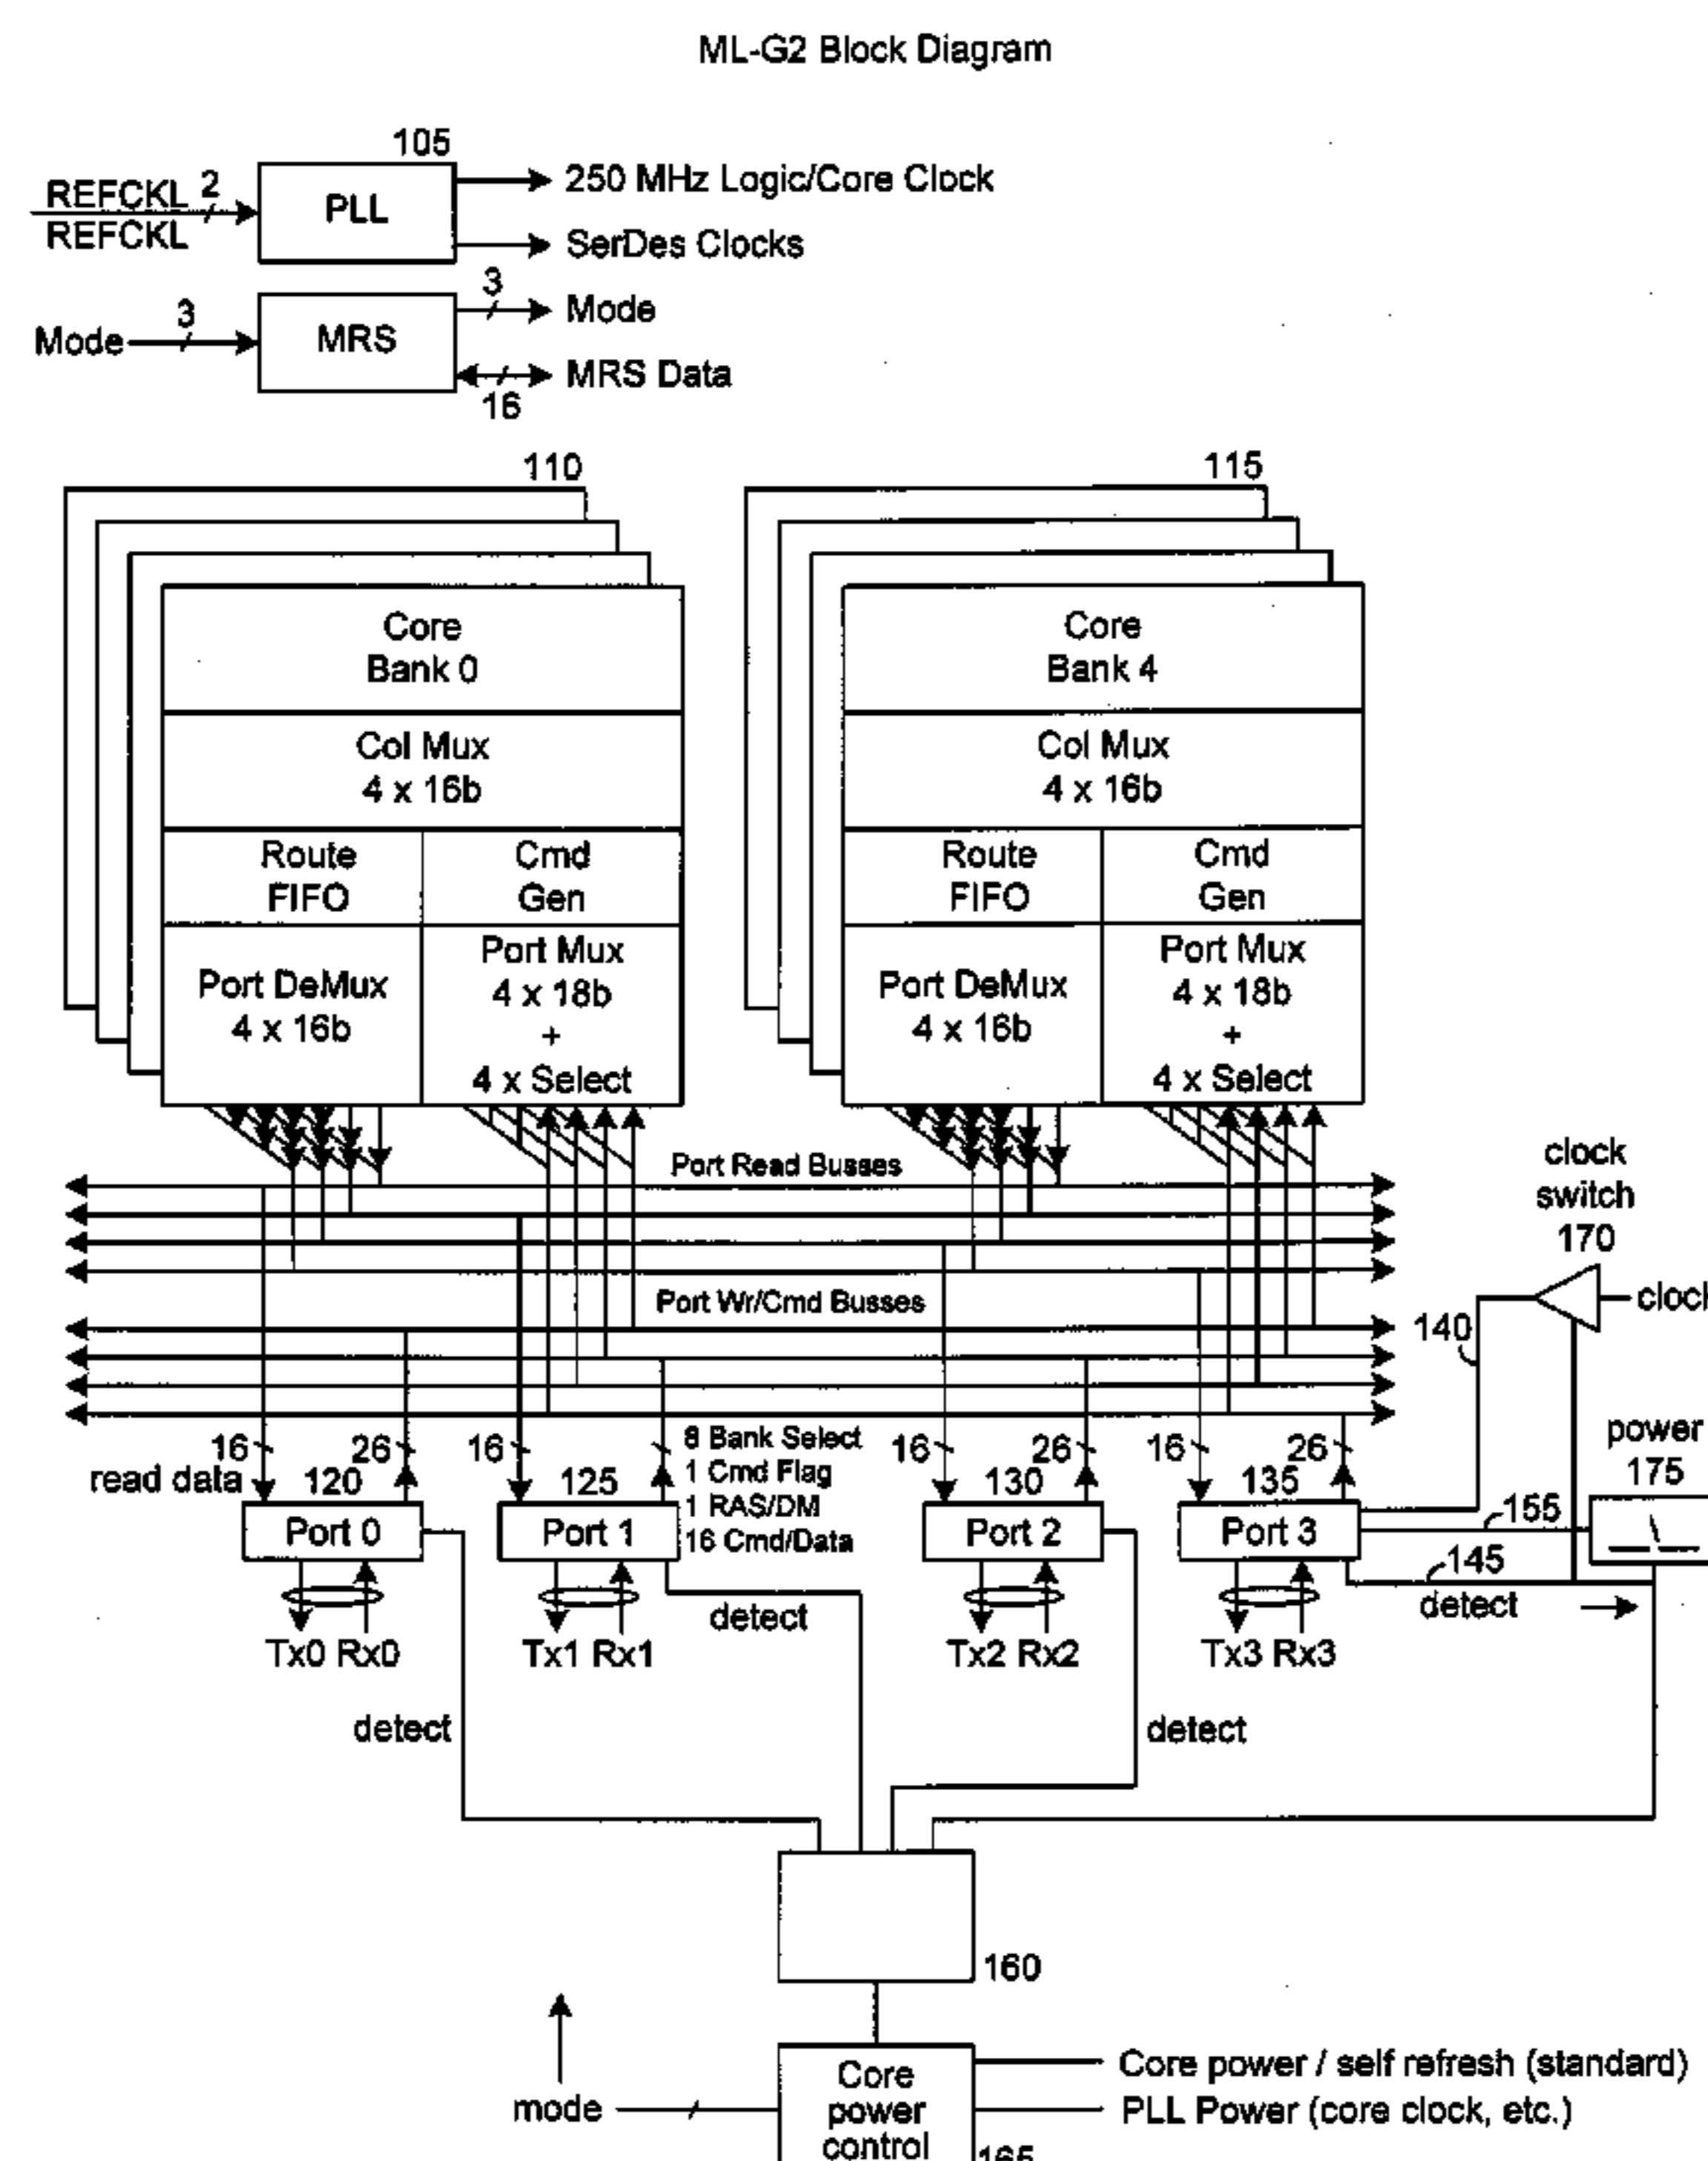 ML-G2 Block Diagram
105
REFCKL 2
REFCKL
PLL
250 MHz Logic/Core Clock
SerDes Clocks
Mode 3
MRS
3
Mode
MRS Data
16
110
115
Core
Bank 0
Core
Bank 4
Col Mux
4 x 16b
Col Mux
4 x 16b
Route
FIFO
Cmd
Gen
Route
FIFO
Cmd
Gen
Port DeMux
4 x 16b
Port Mux
4 x 18b
+
4 x Select
Port DeMux
4 x 16b
Port Mux
4 x 18b
+
4 x Select
Port Read Busses
clock
switch
170
Port Wr/Cmd Busses
clock
140
16
26
16
8 Bank Select
1 Cmd Flag
1 RAS/DM
16 Cmd/Data
16
26
16
26
power
175
read data
120
125
130
135
Port 0
Port 1
Port 2
Port 3
155
145
detect
detect
Tx0 Rx0
Tx1 Rx1
Tx2 Rx2
Tx3 Rx3
detect
detect
160
mode
Core
power
control
165
Core power / self refresh (standard)
PLL Power (core clock, etc.)